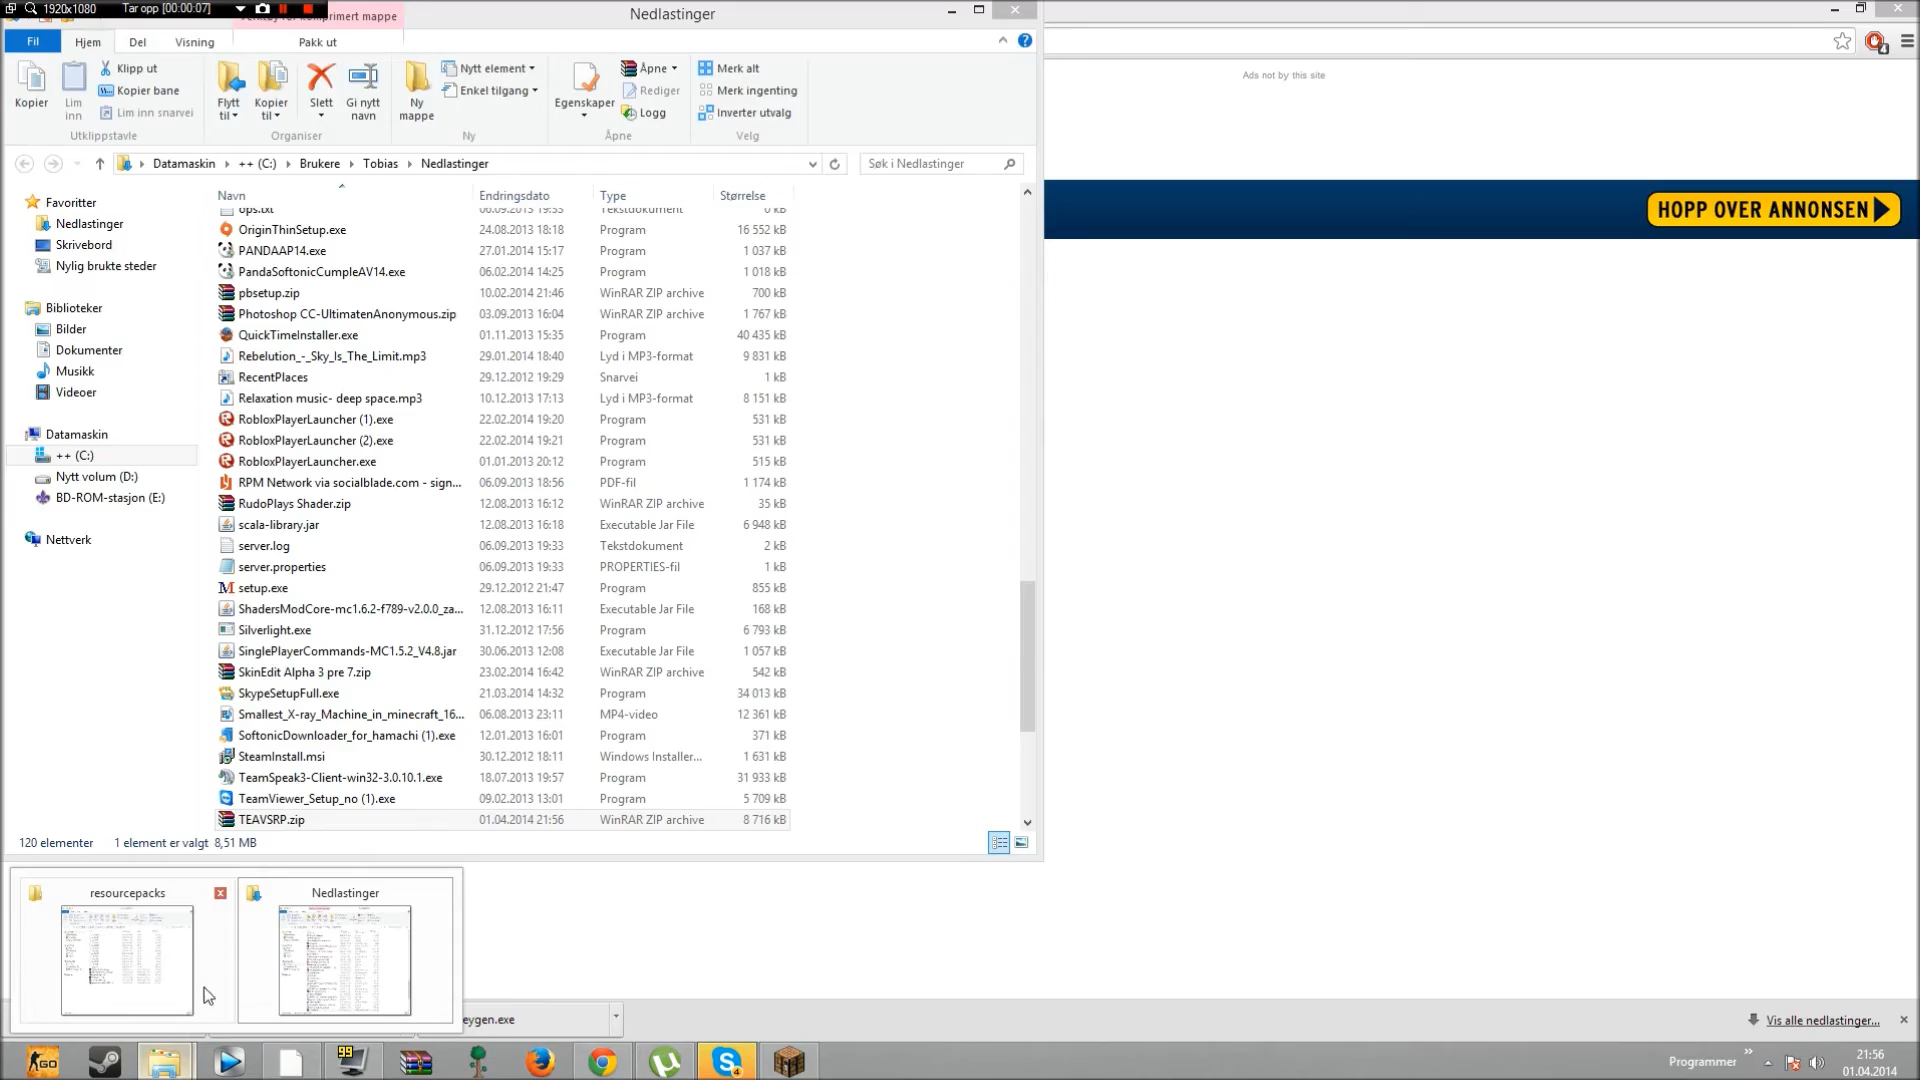 1920x1080 Tar opp [00:00:07]
Nedlastinger
Fil Hjem Del Visning Pakk ut
Kopier
Lim inn
Klipp ut
Kopier bane
Lim inn snarvei
Utklippstavle
Flytt til
Kopier til
Slett
Gi nytt navn
Organiser
Ny mappe
Nytt element
Enkel tilgang
Ny
Egenskaper
Åpne
Rediger
Logg
Åpne
Merk alt
Merk ingenting
Inverter utvalg
Velg
Datamaskin ++ (C:) Brukere Tobias Nedlastinger
Søk i Nedlastinger
Favoritter
Nedlastinger
Skrivebord
Nylig brukte steder
Biblioteker
Bilder
Dokumenter
Musikk
Videoer
Datamaskin
++ (C:)
Nytt volum (D:)
BD-ROM-stasjon (E:)
Nettverk
Navn Endringsdato Type Størrelse
ops.txt 06.09.2013 19:33 Tekstdokument 0 kB
OriginThinSetup.exe 24.08.2013 18:18 Program 16 552 kB
PANDAAP14.exe 27.01.2014 15:17 Program 1 037 kB
PandaSoftonicCumpleAV14.exe 06.02.2014 14:25 Program 1 018 kB
pbsetup.zip 10.02.2014 21:46 WinRAR ZIP archive 700 kB
Photoshop CC-UltimatenAnonymous.zip 03.09.2013 16:04 WinRAR ZIP archive 1 767 kB
QuickTimeInstaller.exe 01.11.2013 15:35 Program 40 435 kB
Rebelution_-_Sky_Is_The_Limit.mp3 29.01.2014 18:40 Lyd i MP3-format 9 831 kB
RecentPlaces 29.12.2012 19:29 Snarvei 1 kB
Relaxation music- deep space.mp3 10.12.2013 17:13 Lyd i MP3-format 8 151 kB
RobloxPlayerLauncher (1).exe 22.02.2014 19:20 Program 531 kB
RobloxPlayerLauncher (2).exe 22.02.2014 19:21 Program 531 kB
RobloxPlayerLauncher.exe 01.01.2013 20:12 Program 515 kB
RPM Network via socialblade.com - sign... 06.09.2013 18:56 PDF-fil 1 174 kB
RudoPlays Shader.zip 12.08.2013 16:12 WinRAR ZIP archive 35 kB
scala-library.jar 12.08.2013 16:18 Executable Jar File 6 948 kB
server.log 06.09.2013 19:33 Tekstdokument 2 kB
server.properties 06.09.2013 19:33 PROPERTIES-fil 1 kB
setup.exe 29.12.2012 21:47 Program 855 kB
ShadersModCore-mc1.6.2-f789-v2.0.0_za... 12.08.2013 16:11 Executable Jar File 168 kB
Silverlight.exe 31.12.2012 17:56 Program 6 793 kB
SinglePlayerCommands-MC1.5.2_V4.8.jar 30.06.2013 12:08 Executable Jar File 1 057 kB
SkinEdit Alpha 3 pre 7.zip 23.02.2014 16:42 WinRAR ZIP archive 542 kB
SkypeSetupFull.exe 21.03.2014 14:32 Program 34 013 kB
Smallest_X-ray_Machine_in_minecraft_16... 06.08.2013 23:11 MP4-video 12 361 kB
SoftonicDownloader_for_hamachi (1).exe 12.01.2013 16:01 Program 371 kB
SteamInstall.msi 30.12.2012 18:11 Windows Installer... 1 631 kB
TeamSpeak3-Client-win32-3.0.10.1.exe 18.07.2013 19:57 Program 31 933 kB
TeamViewer_Setup_no (1).exe 09.02.2013 13:01 Program 5 709 kB
TEAVSRP.zip 01.04.2014 21:56 WinRAR ZIP archive 8 716 kB
120 elementer 1 element er valgt 8,51 MB
Ads not by this site
HOPP OVER ANNONSEN
resourcepacks Nedlastinger
eygen.exe
Vis alle nedlastinger...
GO
99
4
Programmer
21:56
01.04.2014